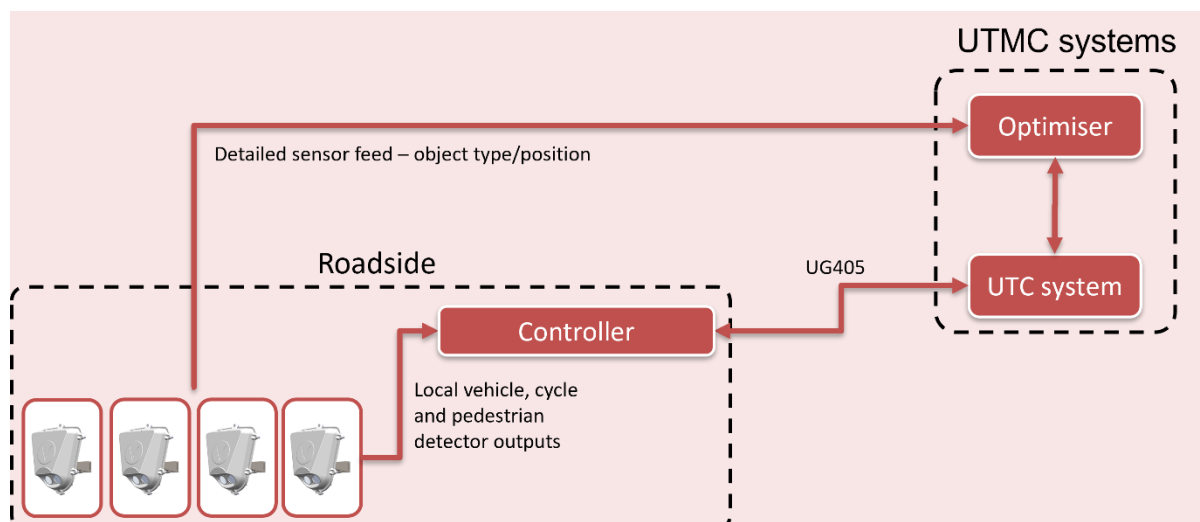 UTMC systems
Optimiser
Detailed sensor feed – object type/position
Roadside
UG405
UTC system
Controller
Local vehicle, cycle
and pedestrian
detector outputs